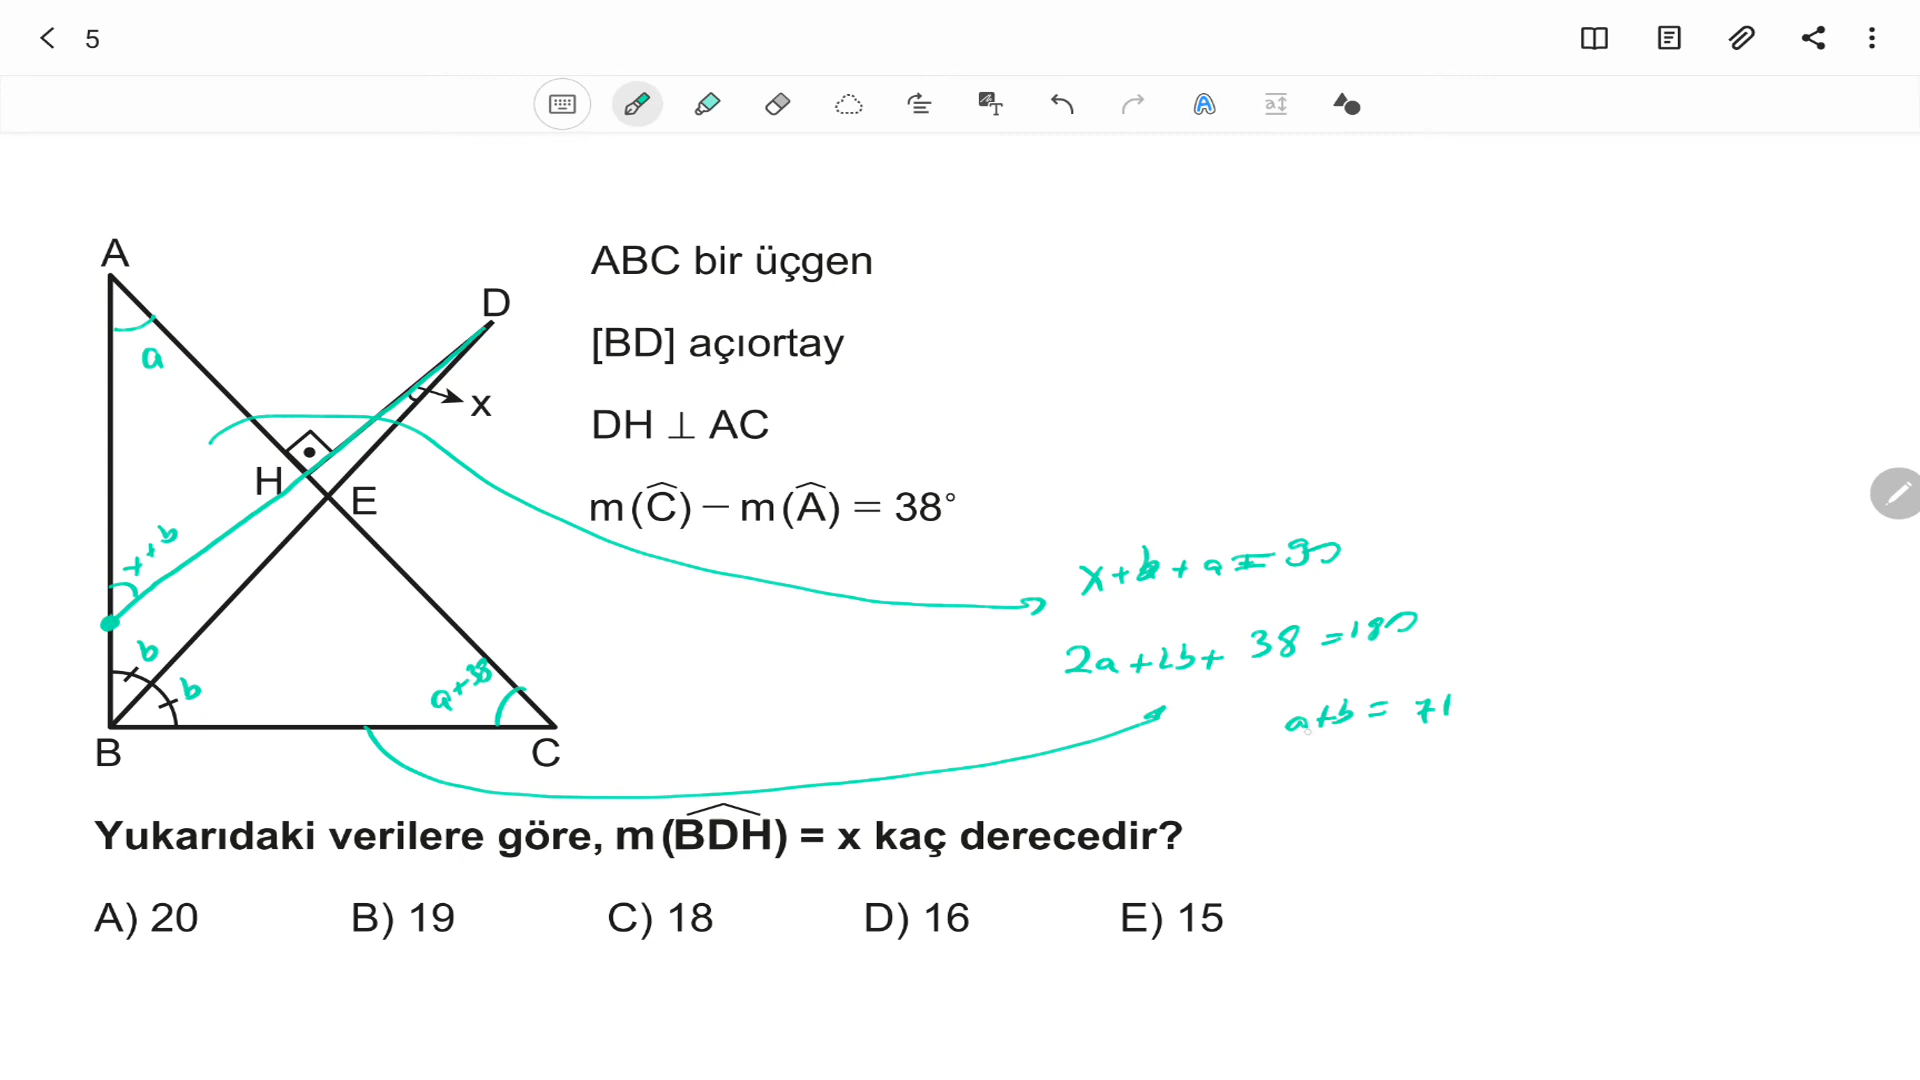 5
A
D
ABC bir üçgen
a
[BD] açıortay
x
DH ⊥ AC
H
E
m(Ĉ) − m(Â) = 38°
x+b
x+b+a=90
b
2a+2b+38=180
b
a+38
a+b=71
B
C
Yukarıdaki verilere göre, m(BDH) = x kaç derecedir?
A) 20 B) 19 C) 18 D) 16 E) 15